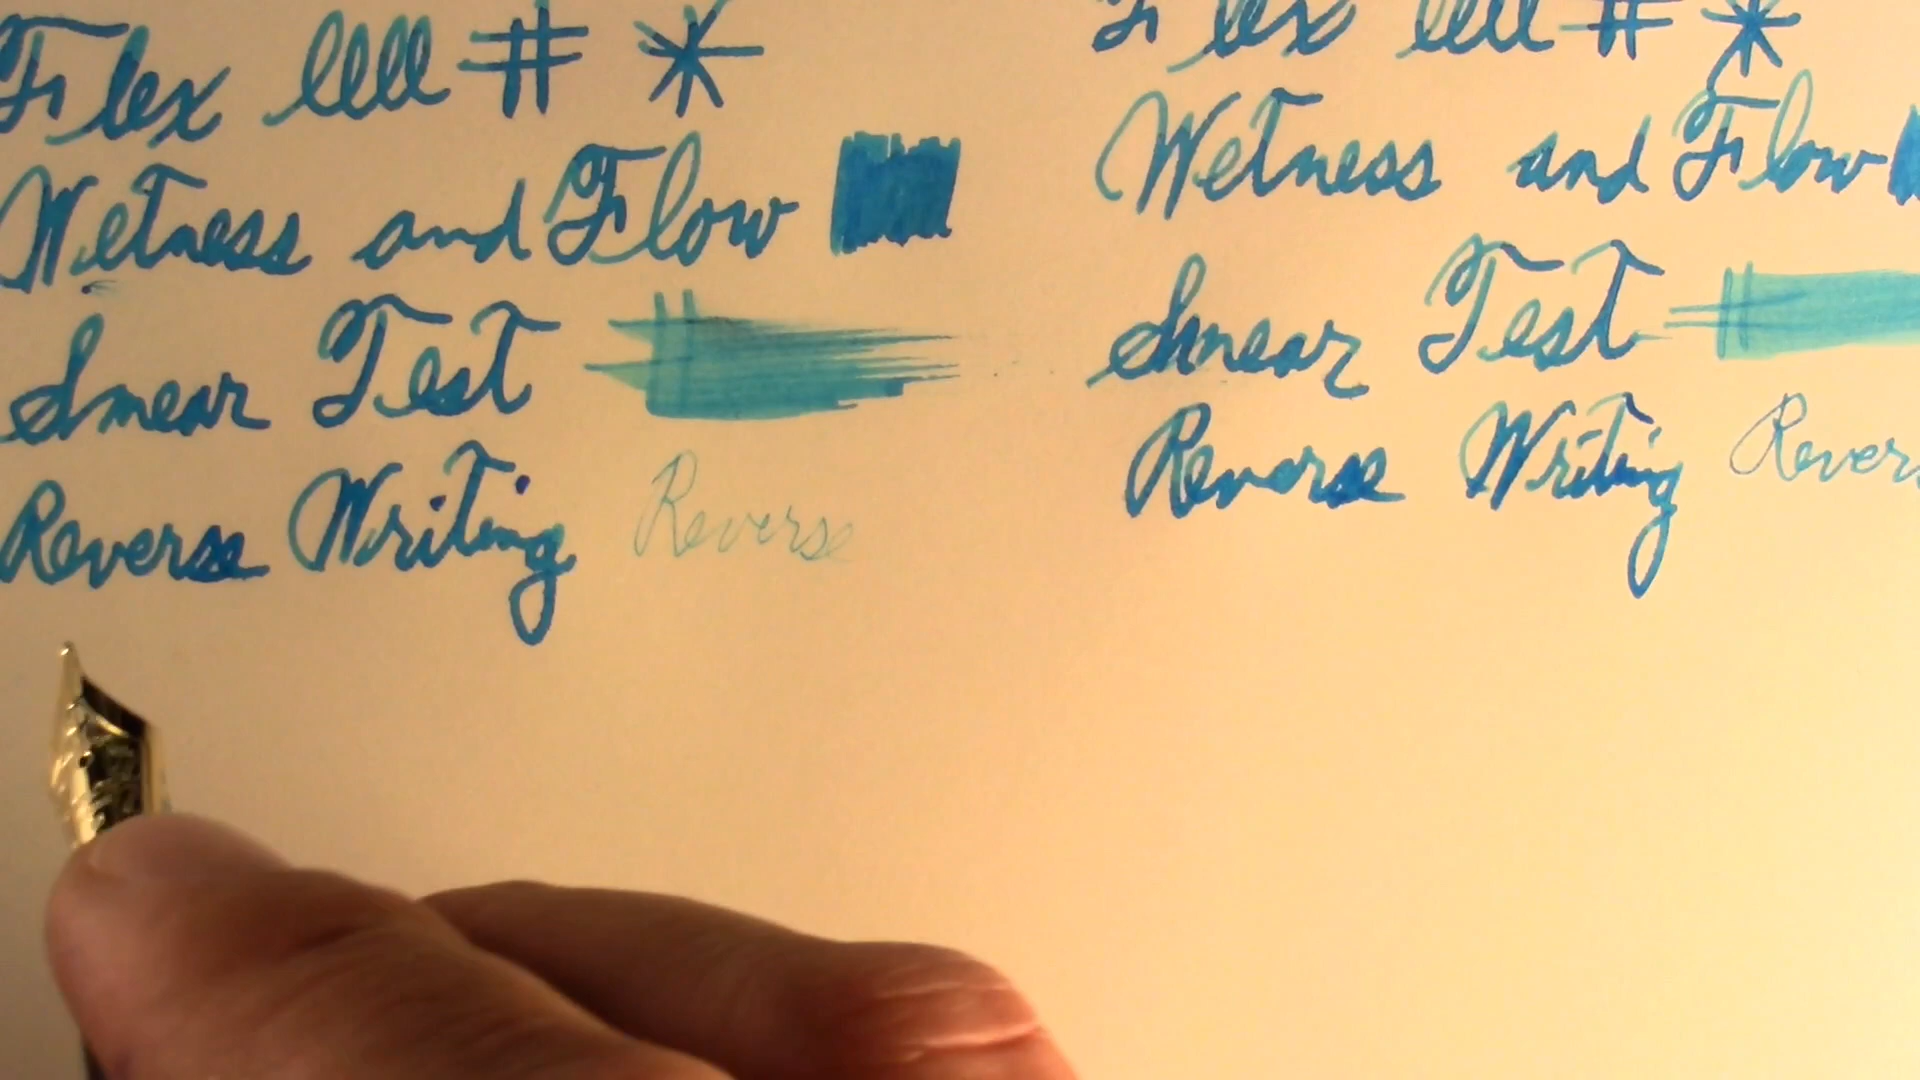 Flex llll # *
Wetness and Flow
Smear Test
Reverse Writing Reverse
Flex llll # *
Wetness and Flow
Smear Test
Reverse Writing Revers